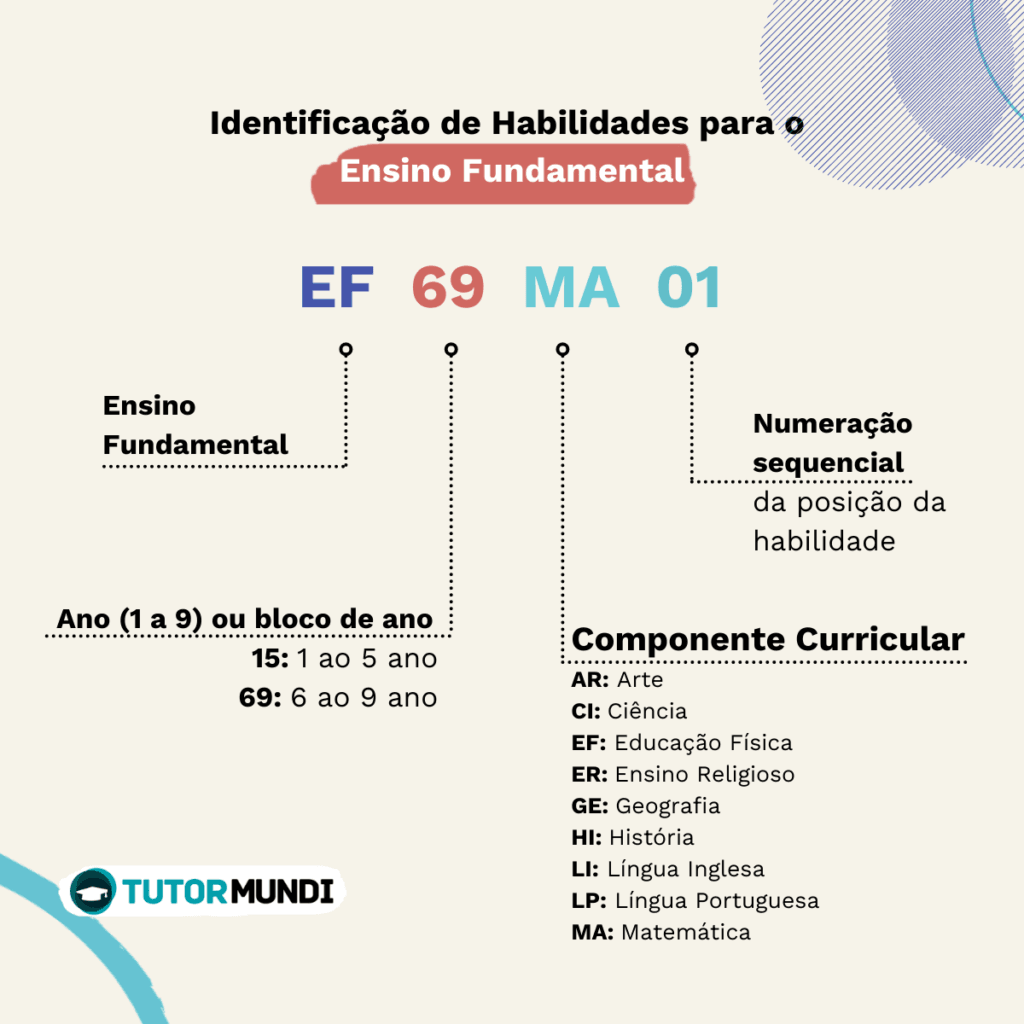 Identificação de Habilidades para o
Ensino Fundamental
EF 69 MA 01
Ensino
Fundamental
Numeração
sequencial
da posição da
habilidade
Ano (1 a 9) ou bloco de ano
15: 1 ao 5 ano
69: 6 ao 9 ano
Componente Curricular
AR: Arte
CI: Ciência
EF: Educação Física
ER: Ensino Religioso
GE: Geografia
HI: História
LI: Língua Inglesa
LP: Língua Portuguesa
MA: Matemática
TUTORMUNDI